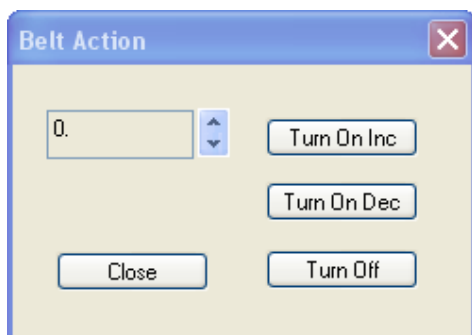 Belt Action
0.
Turn On Inc
Turn On Dec
Close
Turn Off